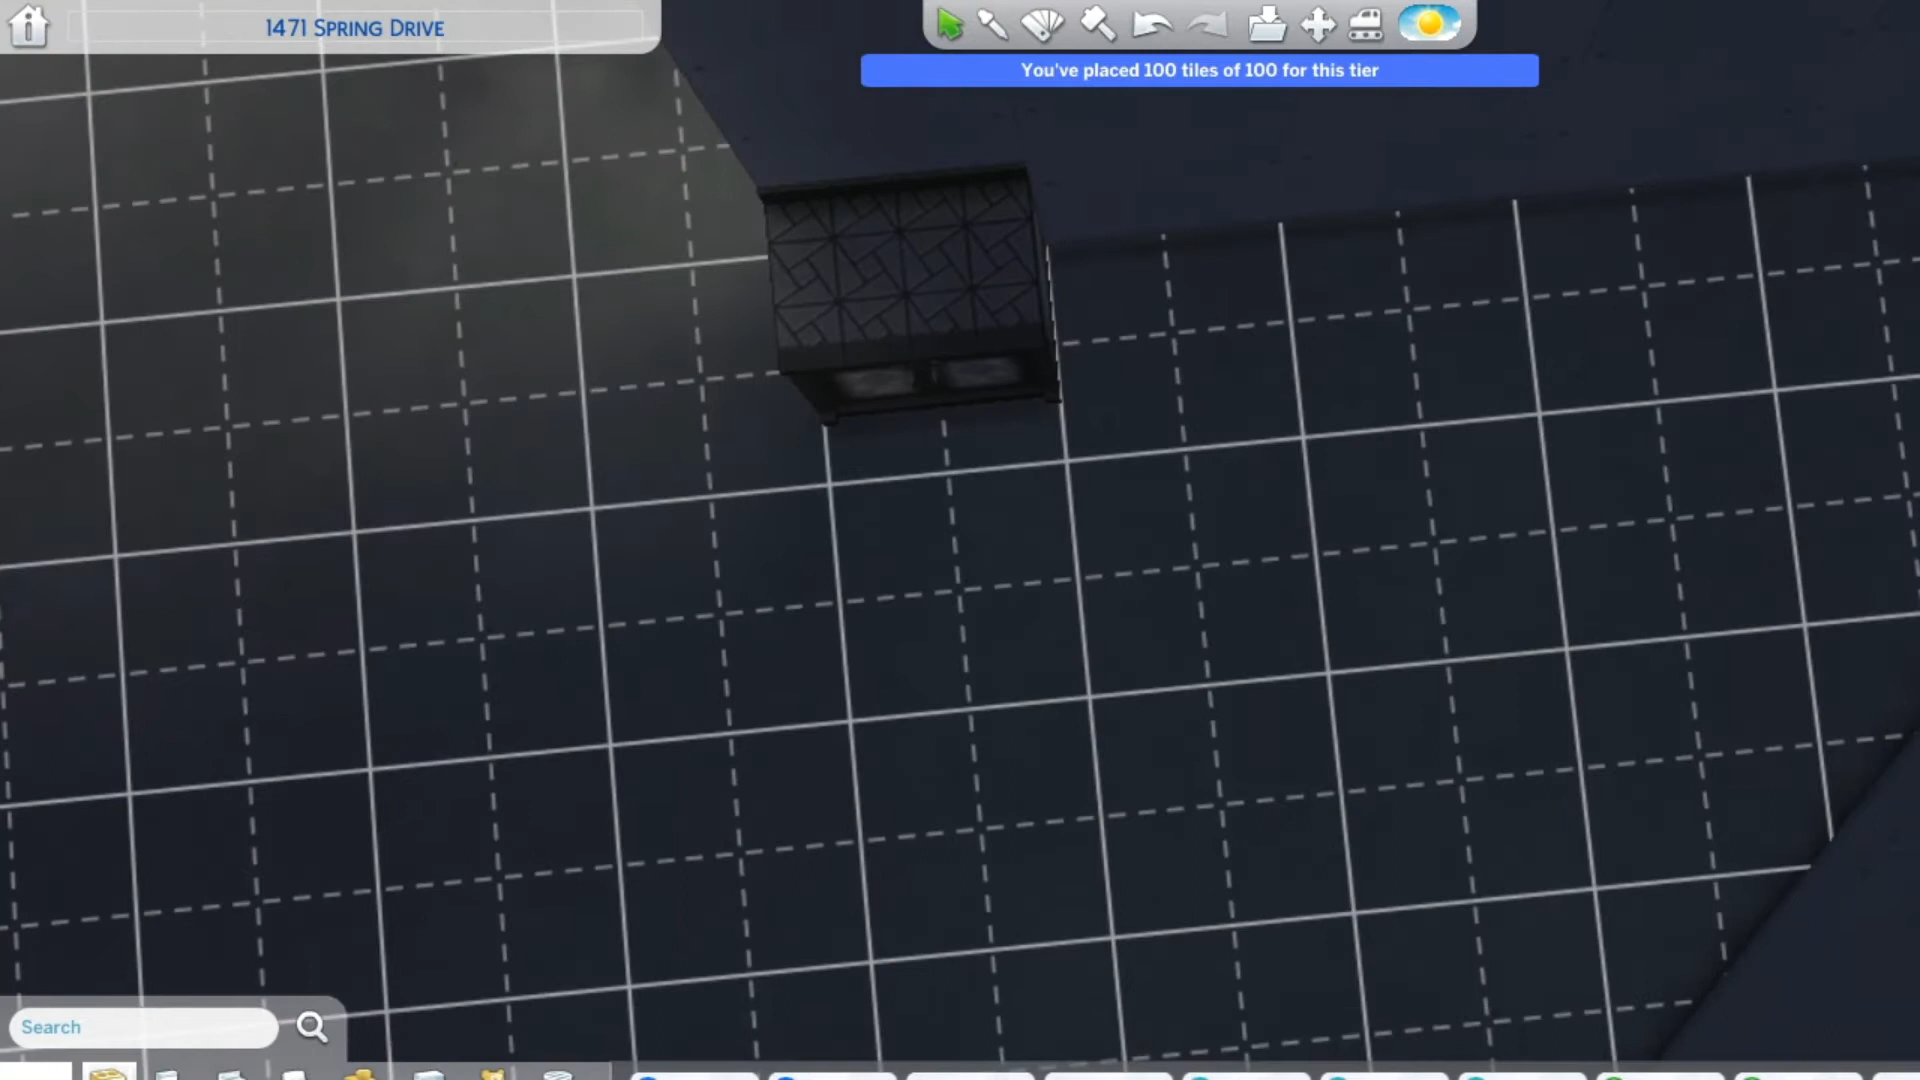 1471 SPRING DRIVE
You've placed 100 tiles of 100 for this tier
Search